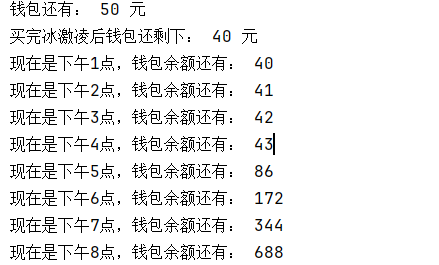 钱包还有： 50 元
买完冰激凌后钱包还剩下： 40 元
现在是下午1点，钱包余额还有： 40
现在是下午2点，钱包余额还有： 41
现在是下午3点，钱包余额还有： 42
现在是下午4点，钱包余额还有： 43
现在是下午5点，钱包余额还有： 86
现在是下午6点，钱包余额还有： 172
现在是下午7点，钱包余额还有： 344
现在是下午8点，钱包余额还有： 688